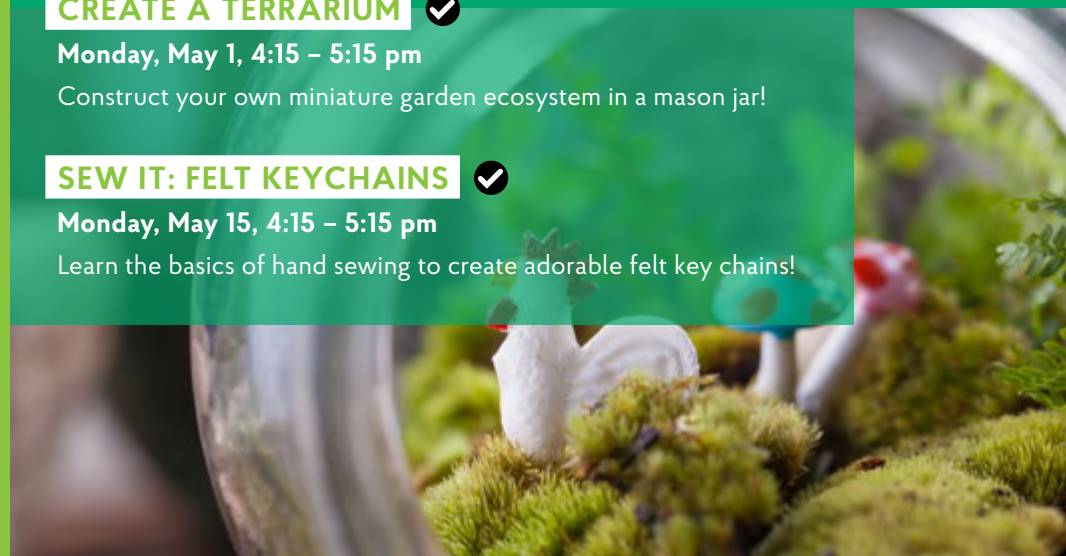 CREATE A TERRARIUM
Monday, May 1, 4:15 – 5:15 pm
Construct your own miniature garden ecosystem in a mason jar!
SEW IT: FELT KEYCHAINS
Monday, May 15, 4:15 – 5:15 pm
Learn the basics of hand sewing to create adorable felt key chains!